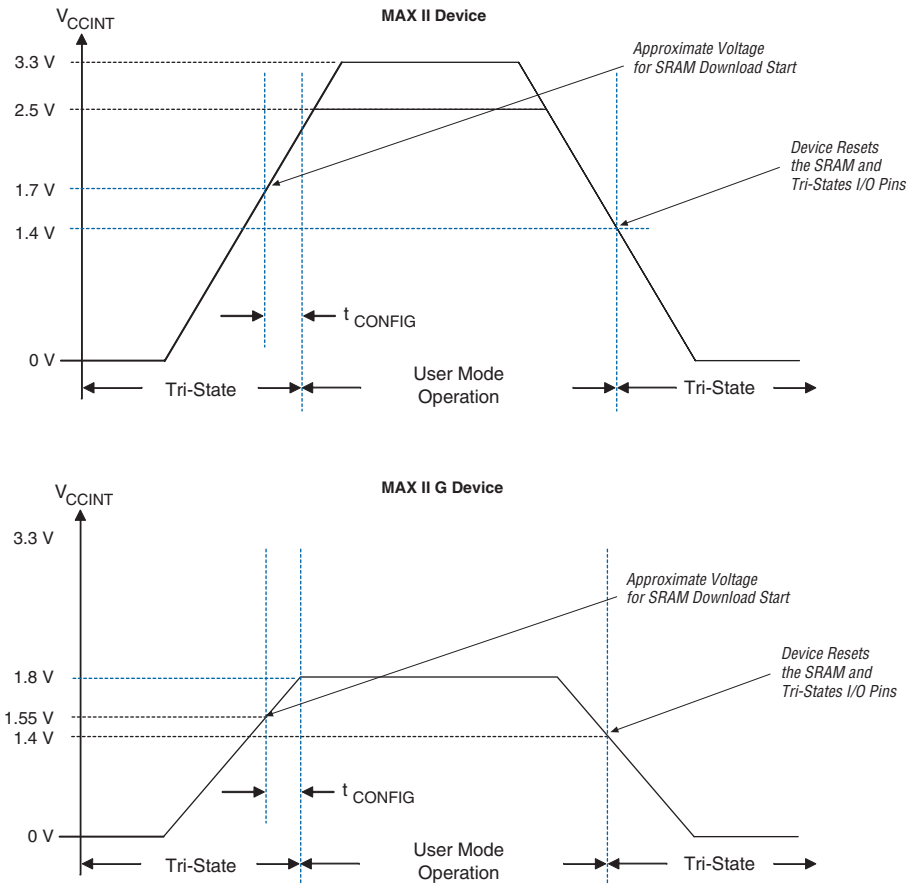 MAX II Device
VCCINT
Approximate Voltage
for SRAM Download Start
3.3 V
2.5 V
Device Resets
the SRAM and
Tri-States I/O Pins
1.7 V
1.4 V
t CONFIG
0 V
Tri-State
User Mode
Operation
Tri-State
MAX II G Device
VCCINT
3.3 V
Approximate Voltage
for SRAM Download Start
Device Resets
the SRAM and
Tri-States I/O Pins
1.8 V
1.55 V
1.4 V
t CONFIG
0 V
Tri-State
User Mode
Operation
Tri-State